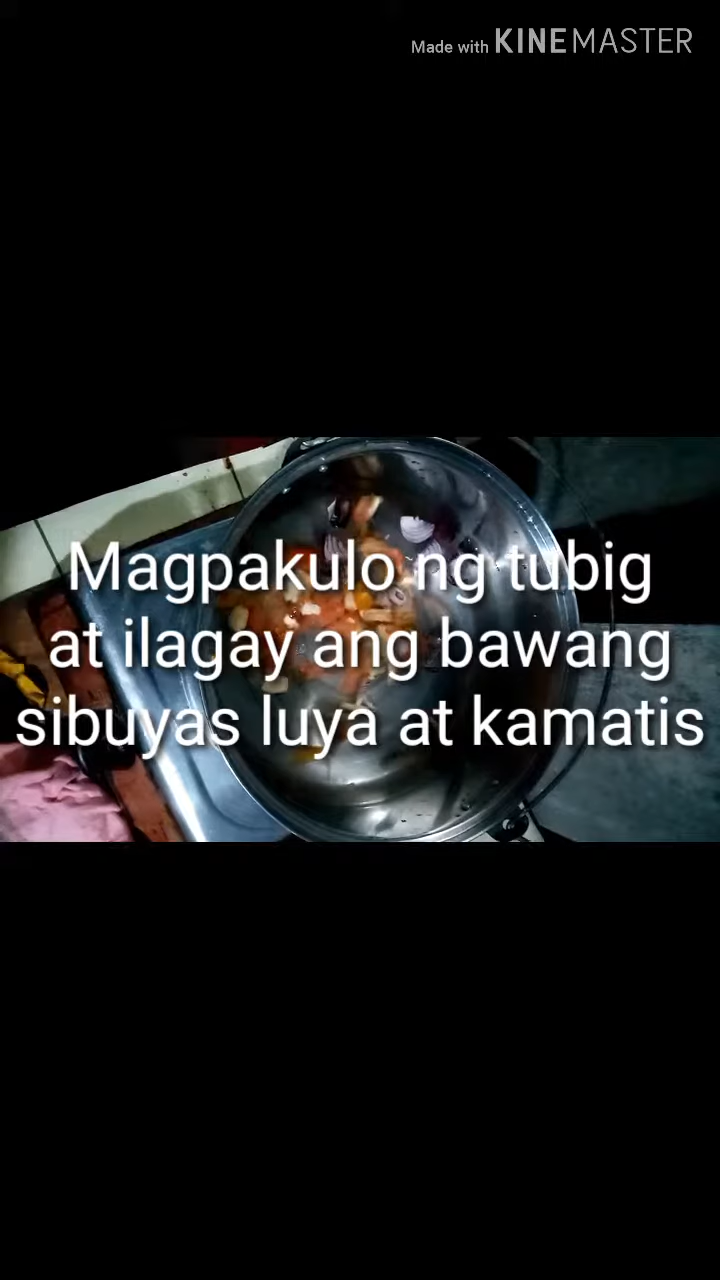 Made with KINEMASTER
Magpakulo ng tubig
at ilagay ang bawang
sibuyas luya at kamatis